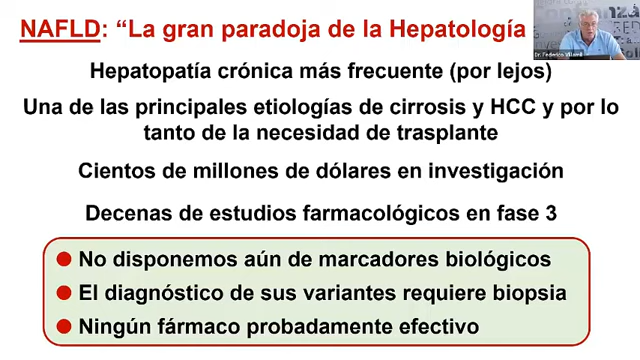 NAFLD: “La gran paradoja de la Hepatología
Dr. Federico Villamil
Hepatopatía crónica más frecuente (por lejos)
Una de las principales etiologías de cirrosis y HCC y por lo
tanto de la necesidad de trasplante
Cientos de millones de dólares en investigación
Decenas de estudios farmacológicos en fase 3
No disponemos aún de marcadores biológicos
El diagnóstico de sus variantes requiere biopsia
Ningún fármaco probadamente efectivo